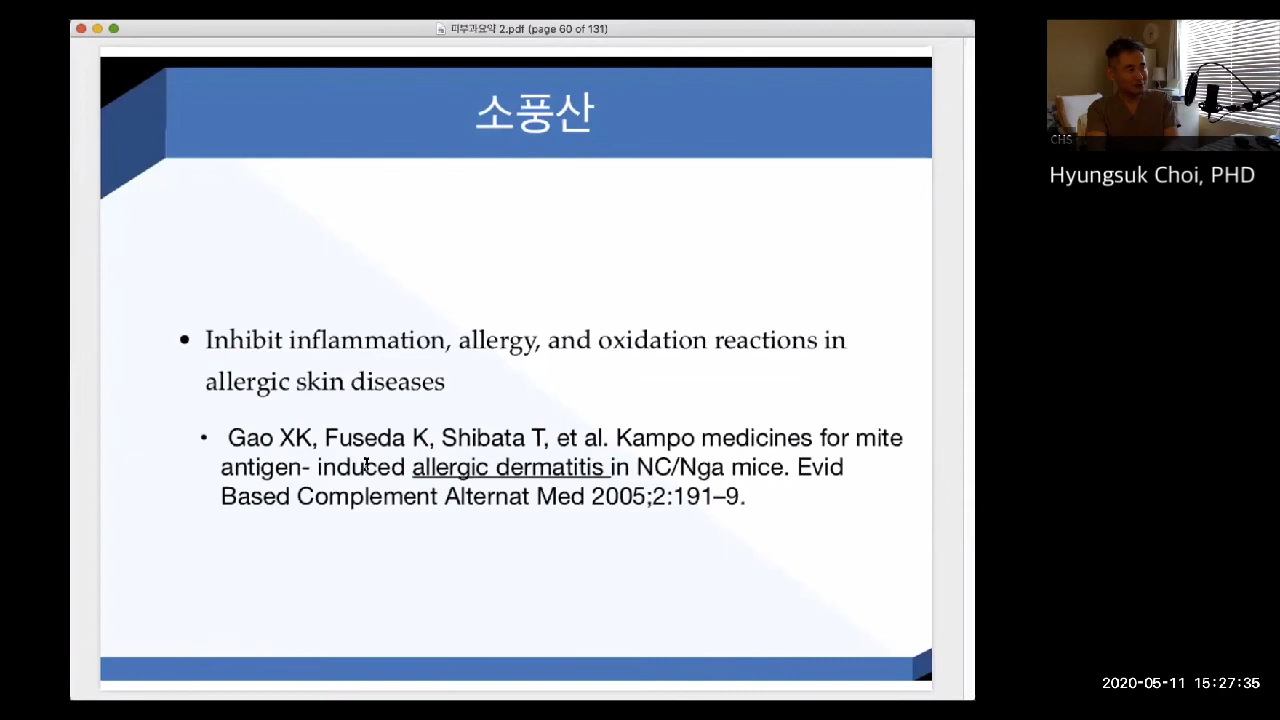 피부과요약 2.pdf (page 60 of 131)
소풍산
• Inhibit inflammation, allergy, and oxidation reactions in
allergic skin diseases
• Gao XK, Fuseda K, Shibata T, et al. Kampo medicines for mite
antigen- induced allergic dermatitis in NC/Nga mice. Evid
Based Complement Alternat Med 2005;2:191–9.
CHS
Hyungsuk Choi, PHD
2020-05-11 15:27:35